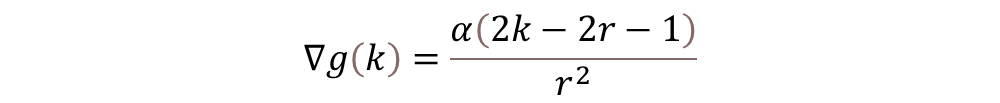 ∇g(k) = α(2k − 2r − 1) / r²